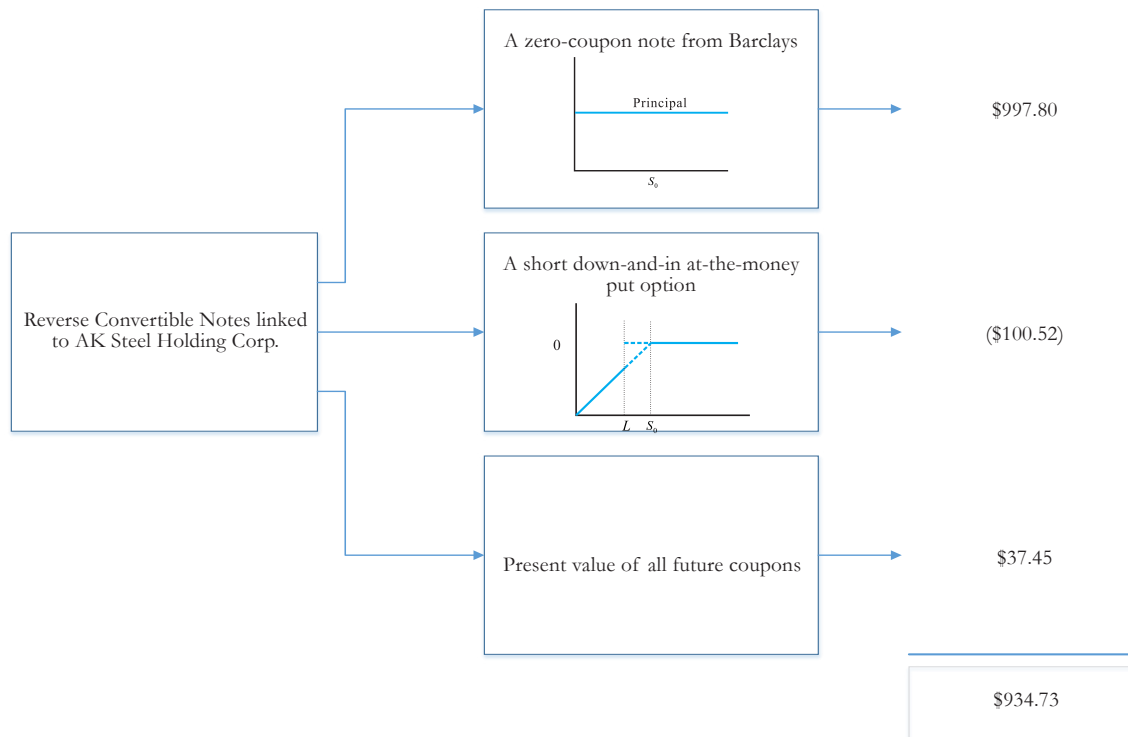 A zero-coupon note from Barclays
Principal
S₀
$997.80
Reverse Convertible Notes linked
to AK Steel Holding Corp.
A short down-and-in at-the-money
put option
0
L S₀
($100.52)
Present value of all future coupons
$37.45
$934.73